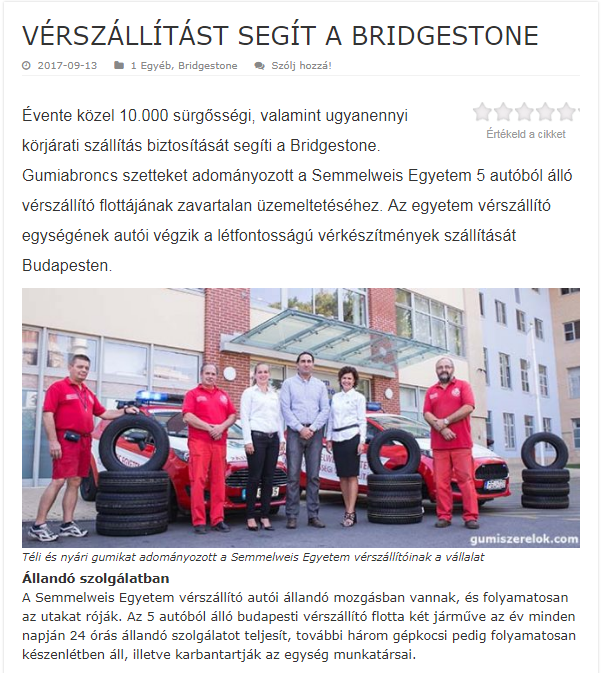 VÉRSZÁLLÍTÁST SEGÍT A BRIDGESTONE
2017-09-13 1 Egyéb, Bridgestone Szólj hozzá!
Értékeld a cikket
Évente közel 10.000 sürgősségi, valamint ugyanennyi
körjárati szállítás biztosítását segíti a Bridgestone.
Gumiabroncs szetteket adományozott a Semmelweis Egyetem 5 autóból álló
vérszállító flottájának zavartalan üzemeltetéséhez. Az egyetem vérszállító
egységének autói végzik a létfontosságú vérkészítmények szállítását
Budapesten.
gumiszerelok.com
Téli és nyári gumikat adományozott a Semmelweis Egyetem vérszállítóinak a vállalat
Állandó szolgálatban
A Semmelweis Egyetem vérszállító autói állandó mozgásban vannak, és folyamatosan
az utakat róják. Az 5 autóból álló budapesti vérszállító flotta két járműve az év minden
napján 24 órás állandó szolgálatot teljesít, további három gépkocsi pedig folyamatosan
készenlétben áll, illetve karbantartják az egység munkatársai.